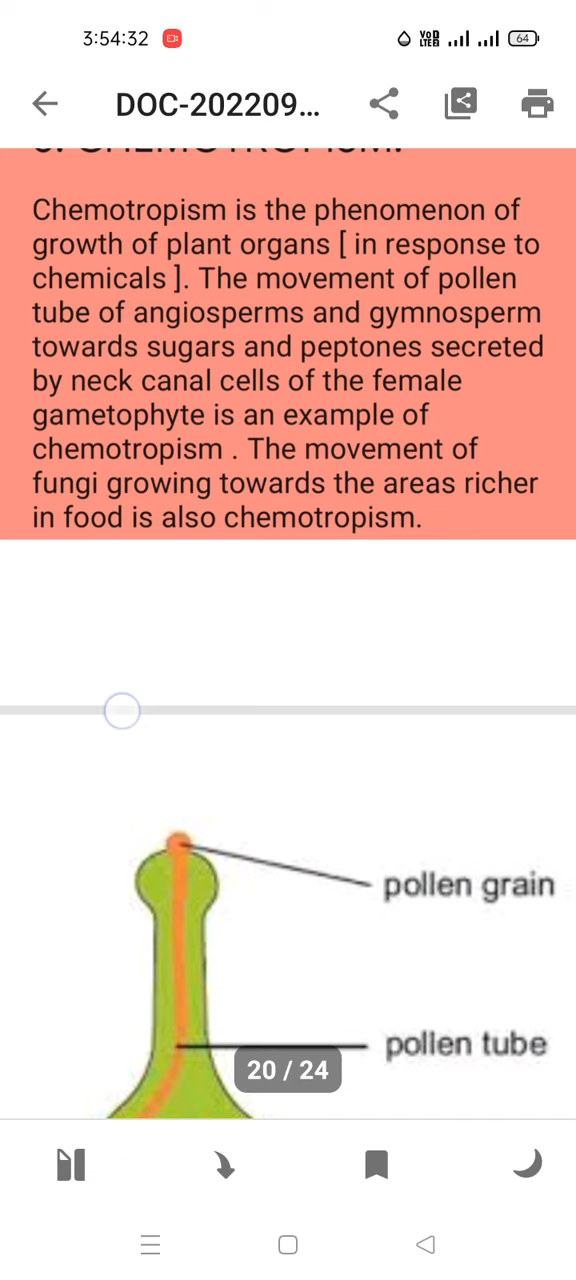 3:54:32
VoD
LTE2
64
DOC-202209...
Chemotropism is the phenomenon of
growth of plant organs [ in response to
chemicals ]. The movement of pollen
tube of angiosperms and gymnosperm
towards sugars and peptones secreted
by neck canal cells of the female
gametophyte is an example of
chemotropism . The movement of
fungi growing towards the areas richer
in food is also chemotropism.
pollen grain
pollen tube
20 / 24